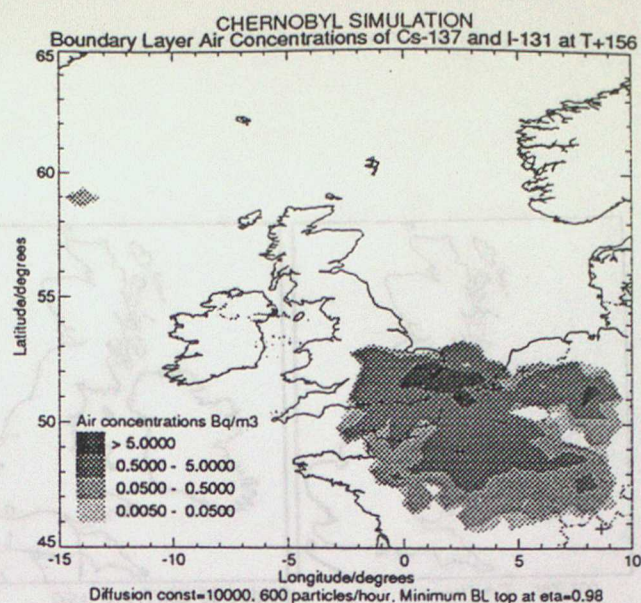 CHERNOBYL SIMULATION
Boundary Layer Air Concentrations of Cs-137 and I-131 at T+156
65
60
55
50
45
Latitude/degrees
Air concentrations Bq/m3
> 5.0000
0.5000 - 5.0000
0.0500 - 0.5000
0.0050 - 0.0500
-15 -10 -5 0 5 10
Longitude/degrees
Diffusion const=10000, 600 particles/hour, Minimum BL top at eta=0.98